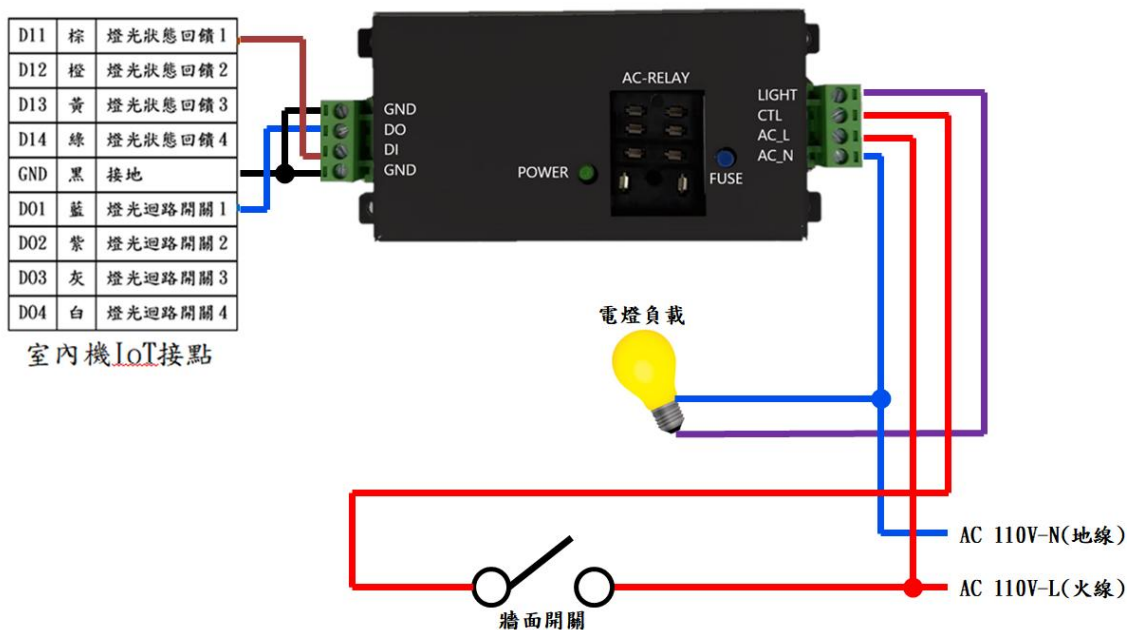 DI1 棕 燈光狀態回饋1
DI2 橙 燈光狀態回饋2
DI3 黃 燈光狀態回饋3
DI4 綠 燈光狀態回饋4
GND 黑 接地
DO1 藍 燈光迴路開關1
DO2 紫 燈光迴路開關2
DO3 灰 燈光迴路開關3
DO4 白 燈光迴路開關4
室內機IoT接點
GND
DO
DI
GND
POWER
AC-RELAY
FUSE
LIGHT
CTL
AC_L
AC_N
電燈負載
AC 110V-N(地線)
AC 110V-L(火線)
牆面開關